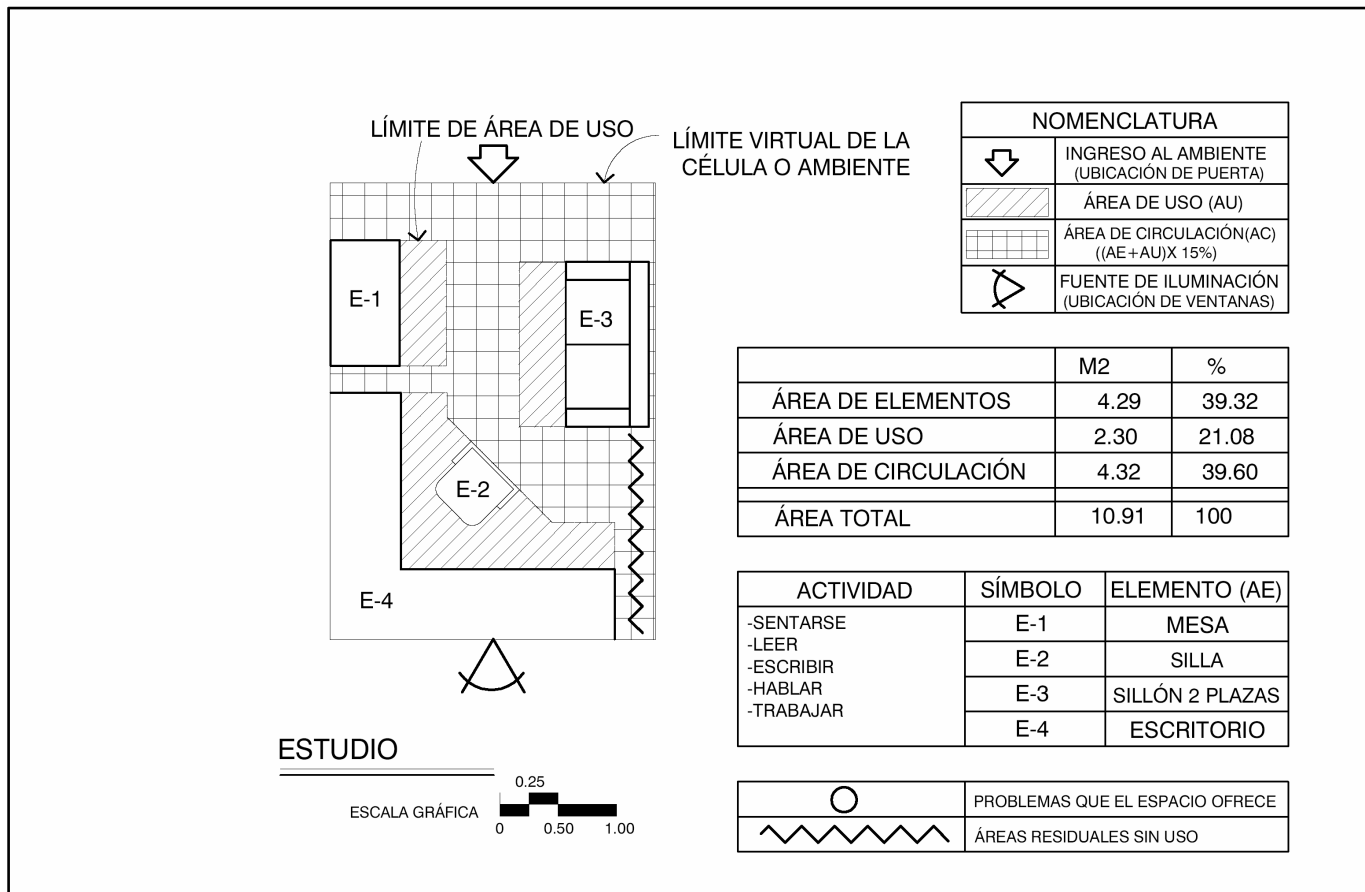 LÍMITE DE ÁREA DE USO
LÍMITE VIRTUAL DE LA
CÉLULA O AMBIENTE
E-1
E-3
E-2
E-4
ESTUDIO
ESCALA GRÁFICA
0.25
0 0.50 1.00
NOMENCLATURA
INGRESO AL AMBIENTE
(UBICACIÓN DE PUERTA)
ÁREA DE USO (AU)
ÁREA DE CIRCULACIÓN(AC)
((AE+AU)X 15%)
FUENTE DE ILUMINACIÓN
(UBICACIÓN DE VENTANAS)
M2 %
ÁREA DE ELEMENTOS 4.29 39.32
ÁREA DE USO 2.30 21.08
ÁREA DE CIRCULACIÓN 4.32 39.60
ÁREA TOTAL 10.91 100
ACTIVIDAD SÍMBOLO ELEMENTO (AE)
-SENTARSE
-LEER
-ESCRIBIR
-HABLAR
-TRABAJAR
E-1 MESA
E-2 SILLA
E-3 SILLÓN 2 PLAZAS
E-4 ESCRITORIO
PROBLEMAS QUE EL ESPACIO OFRECE
ÁREAS RESIDUALES SIN USO